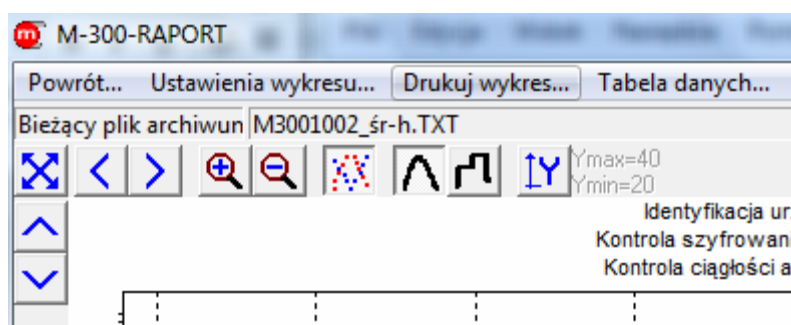 M-300-RAPORT
Powrót... Ustawienia wykresu... Drukuj wykres... Tabela danych...
Bieżący plik archiwun M3001002_śr-h.TXT
Y Ymax=40
Ymin=20
Identyfikacja ur
Kontrola szyfrowani
Kontrola ciągłości a